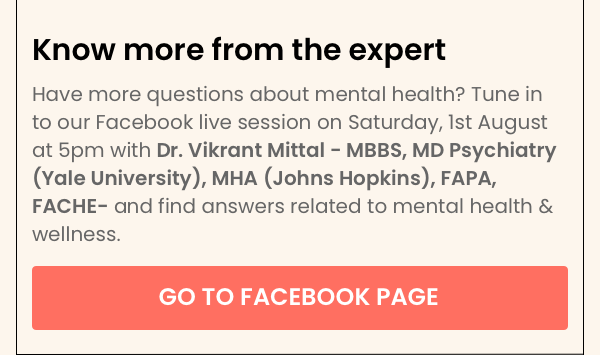 Know more from the expert
Have more questions about mental health? Tune in
to our Facebook live session on Saturday, 1st August
at 5pm with Dr. Vikrant Mittal - MBBS, MD Psychiatry
(Yale University), MHA (Johns Hopkins), FAPA,
FACHE- and find answers related to mental health &
wellness.
GO TO FACEBOOK PAGE